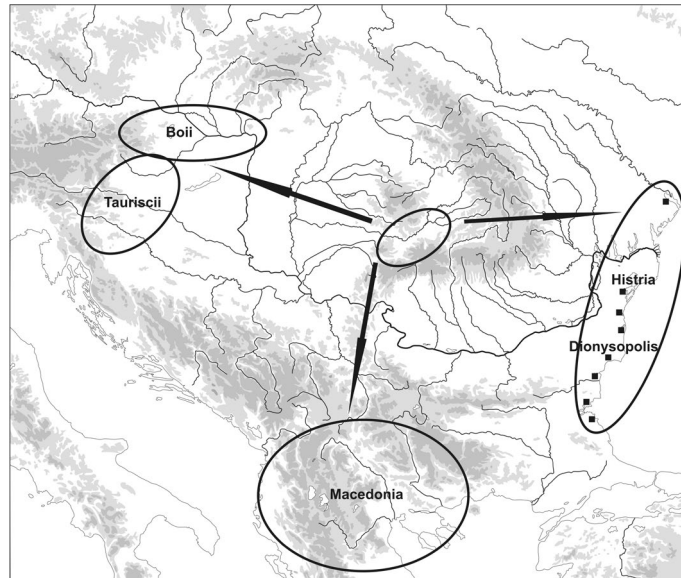 Boii
Tauriscii
Histria
Dionysopolis
Macedonia